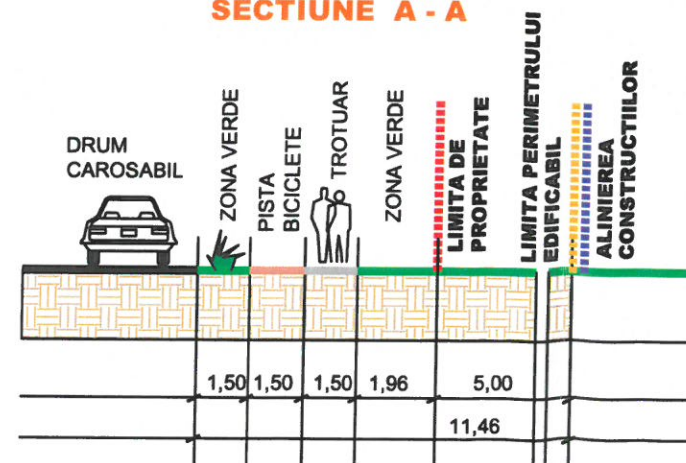 SECTIUNE A - A
DRUM
CAROSABIL
ZONA VERDE
PISTA
BICICLETE
TROTUAR
ZONA VERDE
LIMITA DE
PROPRIETATE
LIMITA PERIMETRULUI
EDIFICABIL
ALINIEREA
CONSTRUCTIILOR
1,50 1,50 1,50 1,96 5,00
11,46